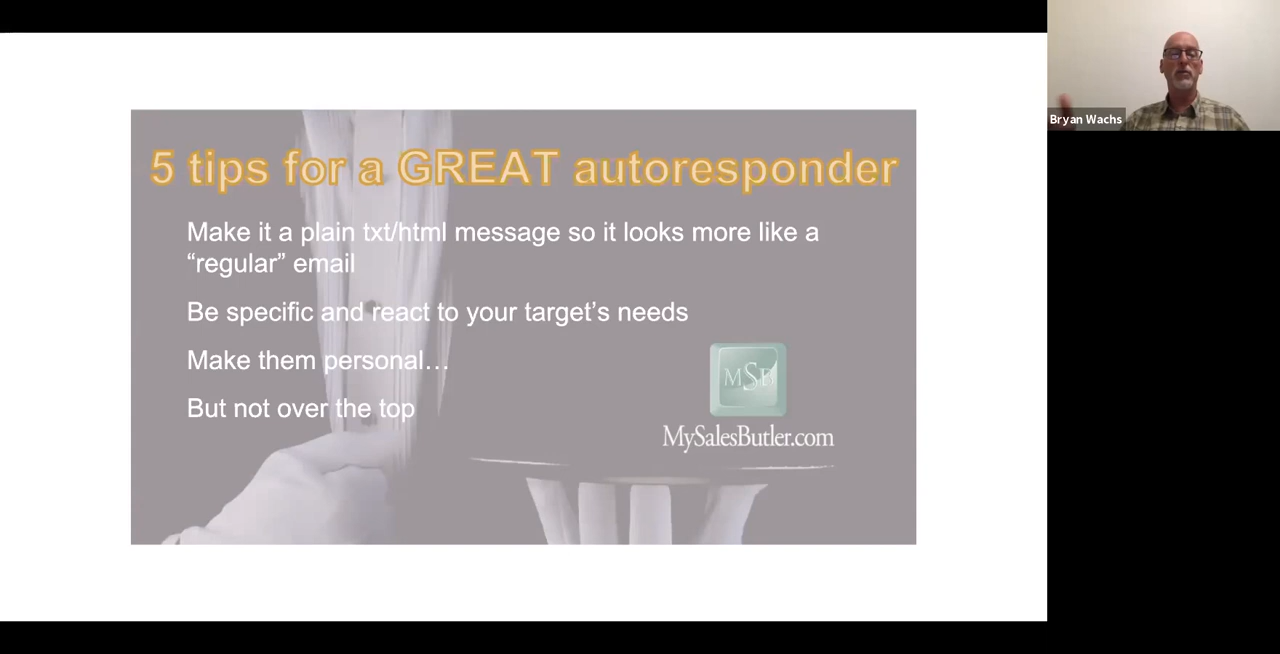 5 tips for a GREAT autoresponder
Make it a plain txt/html message so it looks more like a
“regular” email
Be specific and react to your target’s needs
Make them personal…
But not over the top
MSB
MySalesButler.com
Bryan Wachs